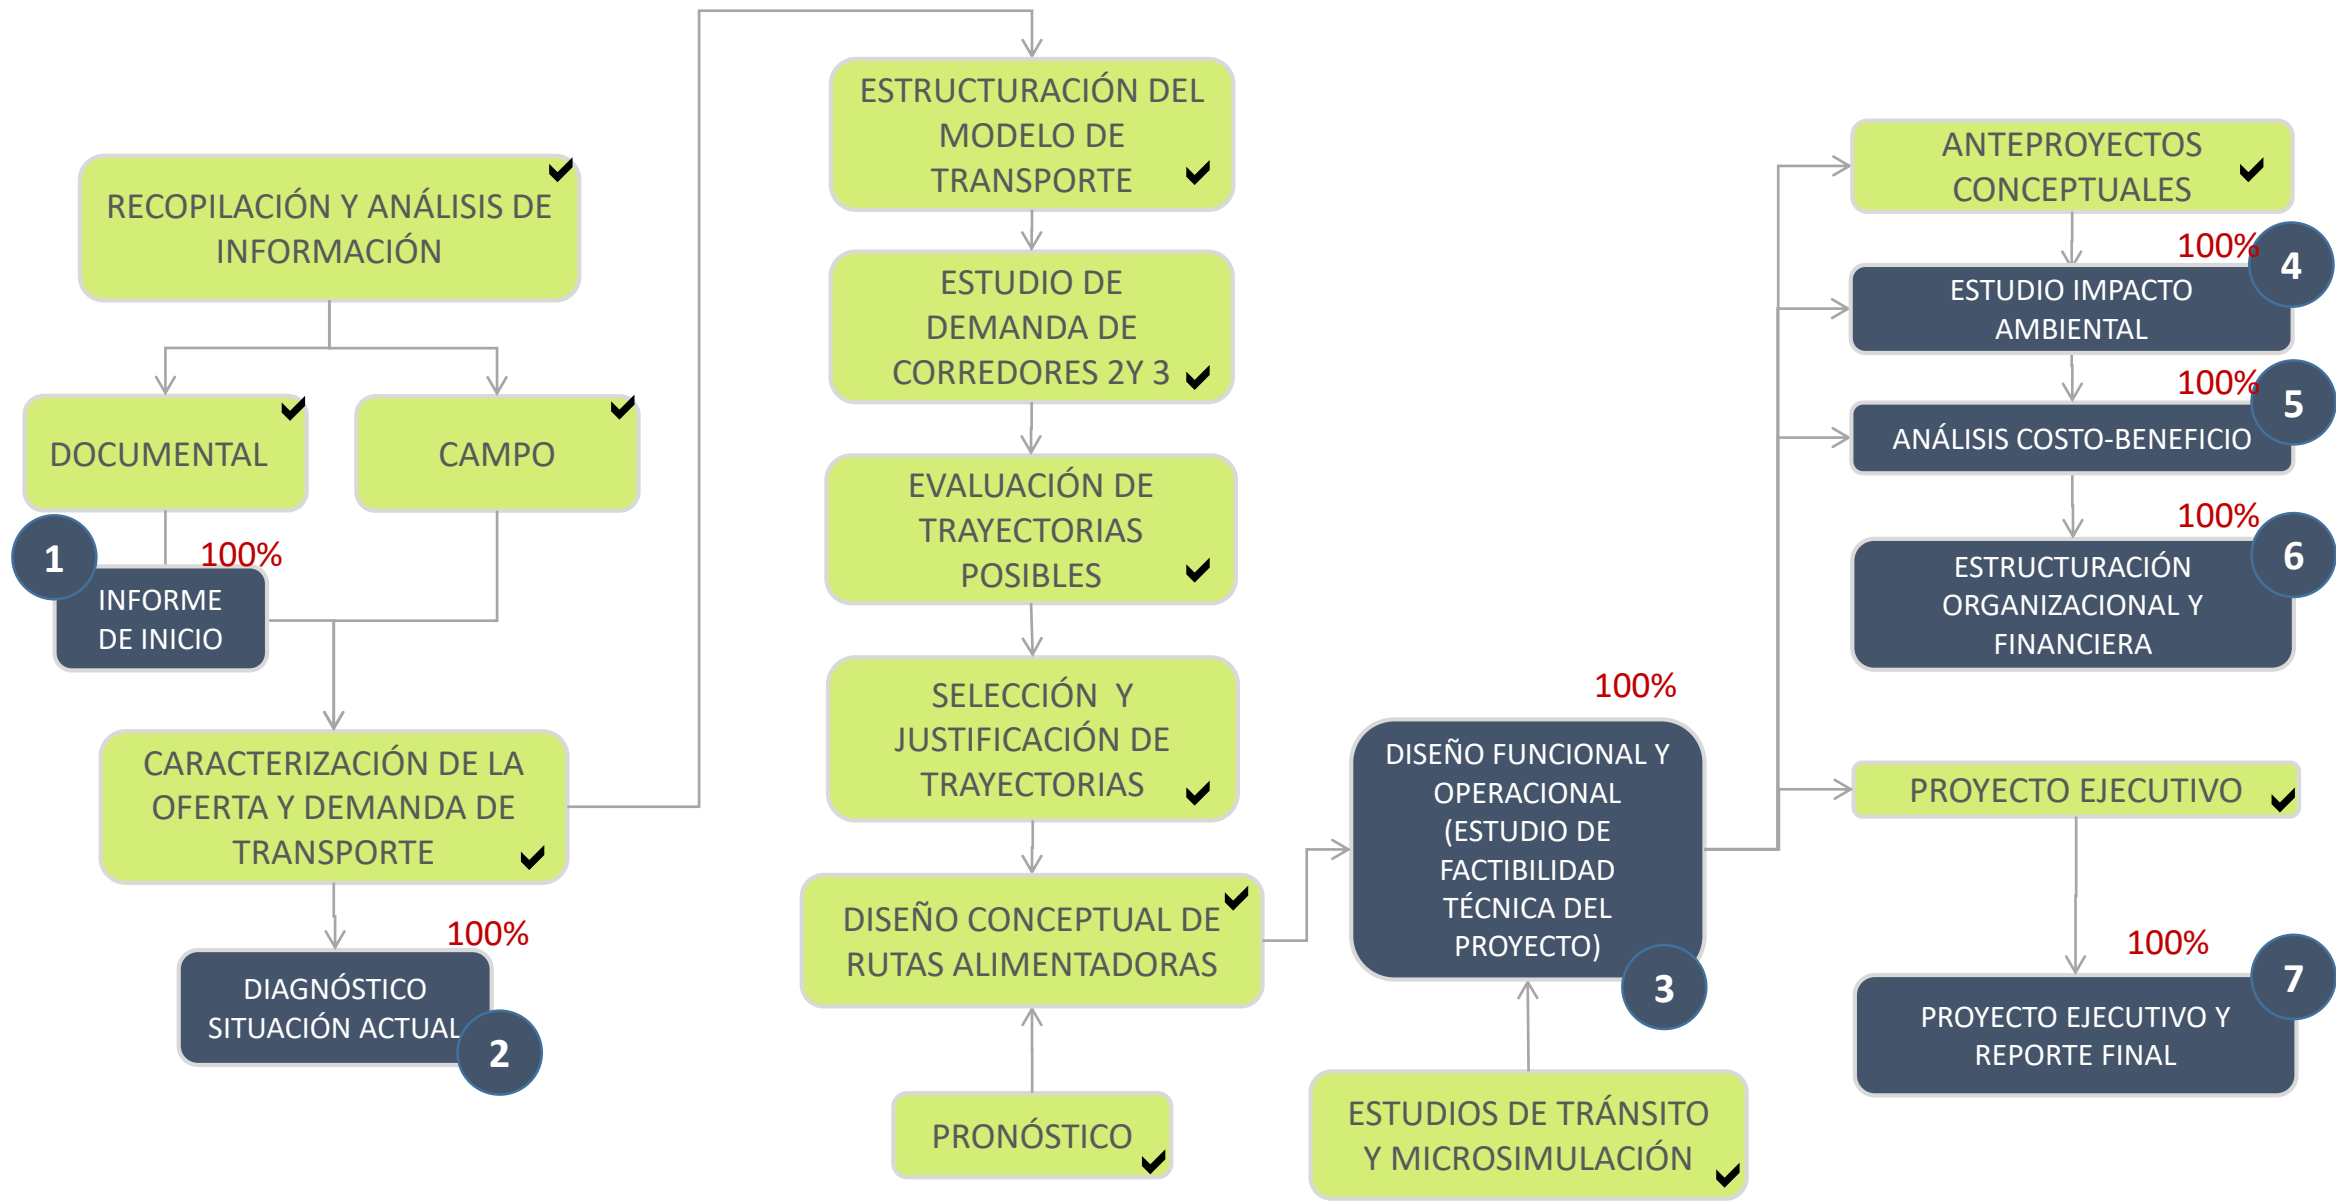 RECOPILACIÓN Y ANÁLISIS DE
INFORMACIÓN
DOCUMENTAL
CAMPO
1
100%
INFORME
DE INICIO
CARACTERIZACIÓN DE LA
OFERTA Y DEMANDA DE
TRANSPORTE
100%
DIAGNÓSTICO
SITUACIÓN ACTUAL
2
ESTRUCTURACIÓN DEL
MODELO DE
TRANSPORTE
ESTUDIO DE
DEMANDA DE
CORREDORES 2Y 3
EVALUACIÓN DE
TRAYECTORIAS
POSIBLES
SELECCIÓN Y
JUSTIFICACIÓN DE
TRAYECTORIAS
DISEÑO CONCEPTUAL DE
RUTAS ALIMENTADORAS
PRONÓSTICO
100%
DISEÑO FUNCIONAL Y
OPERACIONAL
(ESTUDIO DE
FACTIBILIDAD
TÉCNICA DEL
PROYECTO)
3
ESTUDIOS DE TRÁNSITO
Y MICROSIMULACIÓN
ANTEPROYECTOS
CONCEPTUALES
100%
4
ESTUDIO IMPACTO
AMBIENTAL
100%
5
ANÁLISIS COSTO-BENEFICIO
100%
6
ESTRUCTURACIÓN
ORGANIZACIONAL Y
FINANCIERA
PROYECTO EJECUTIVO
100%
7
PROYECTO EJECUTIVO Y
REPORTE FINAL